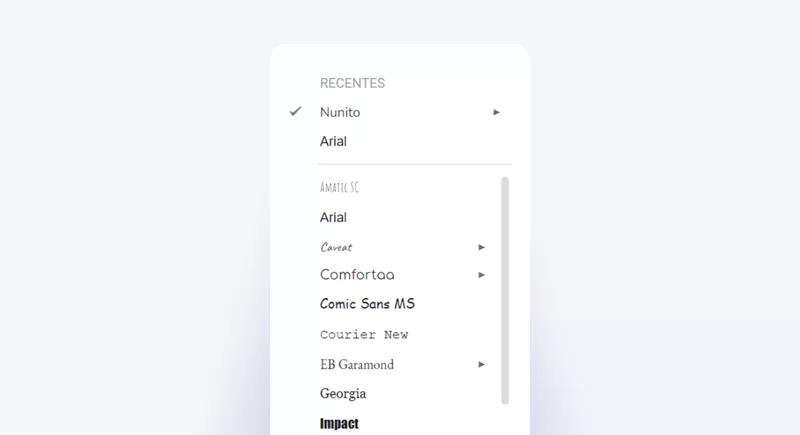 RECENTES
Nunito
Arial
Amatic SC
Arial
Caveat
Comfortaa
Comic Sans MS
Courier New
EB Garamond
Georgia
Impact